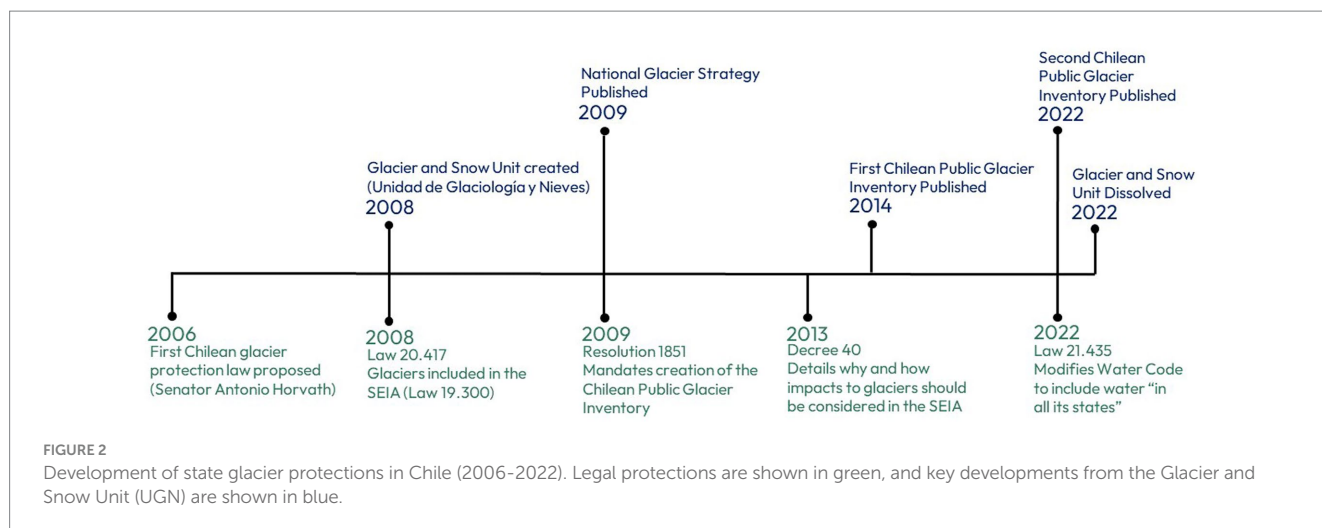 National Glacier Strategy
Published
2009
Second Chilean
Public Glacier
Inventory Published
2022
Glacier and Snow Unit created
(Unidad de Glaciología y Nieves)
2008
First Chilean Public Glacier
Inventory Published
2014
Glacier and Snow
Unit Dissolved
2022
2006
First Chilean glacier
protection law proposed
(Senator Antonio Horvath)
2008
Law 20.417
Glaciers included in the
SEIA (Law 19.300)
2009
Resolution 1851
Mandates creation of the
Chilean Public Glacier
Inventory
2013
Decree 40
Details why and how
impacts to glaciers should
be considered in the SEIA
2022
Law 21.435
Modifies Water Code
to include water “in
all its states”
FIGURE 2
Development of state glacier protections in Chile (2006-2022). Legal protections are shown in green, and key developments from the Glacier and
Snow Unit (UGN) are shown in blue.